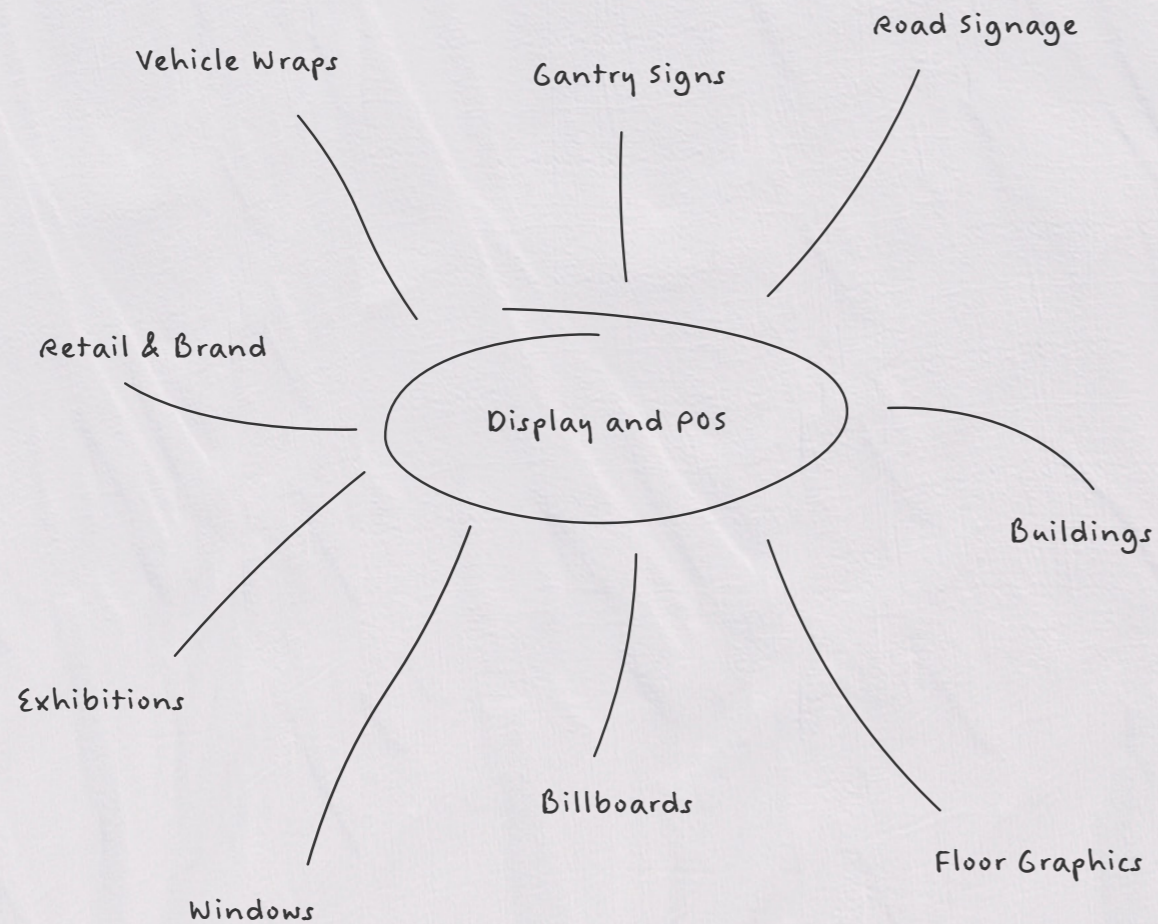 Road Signage
Vehicle Wraps
Gantry Signs
Retail & Brand
Display and POS
Buildings
Exhibitions
Billboards
Floor Graphics
Windows